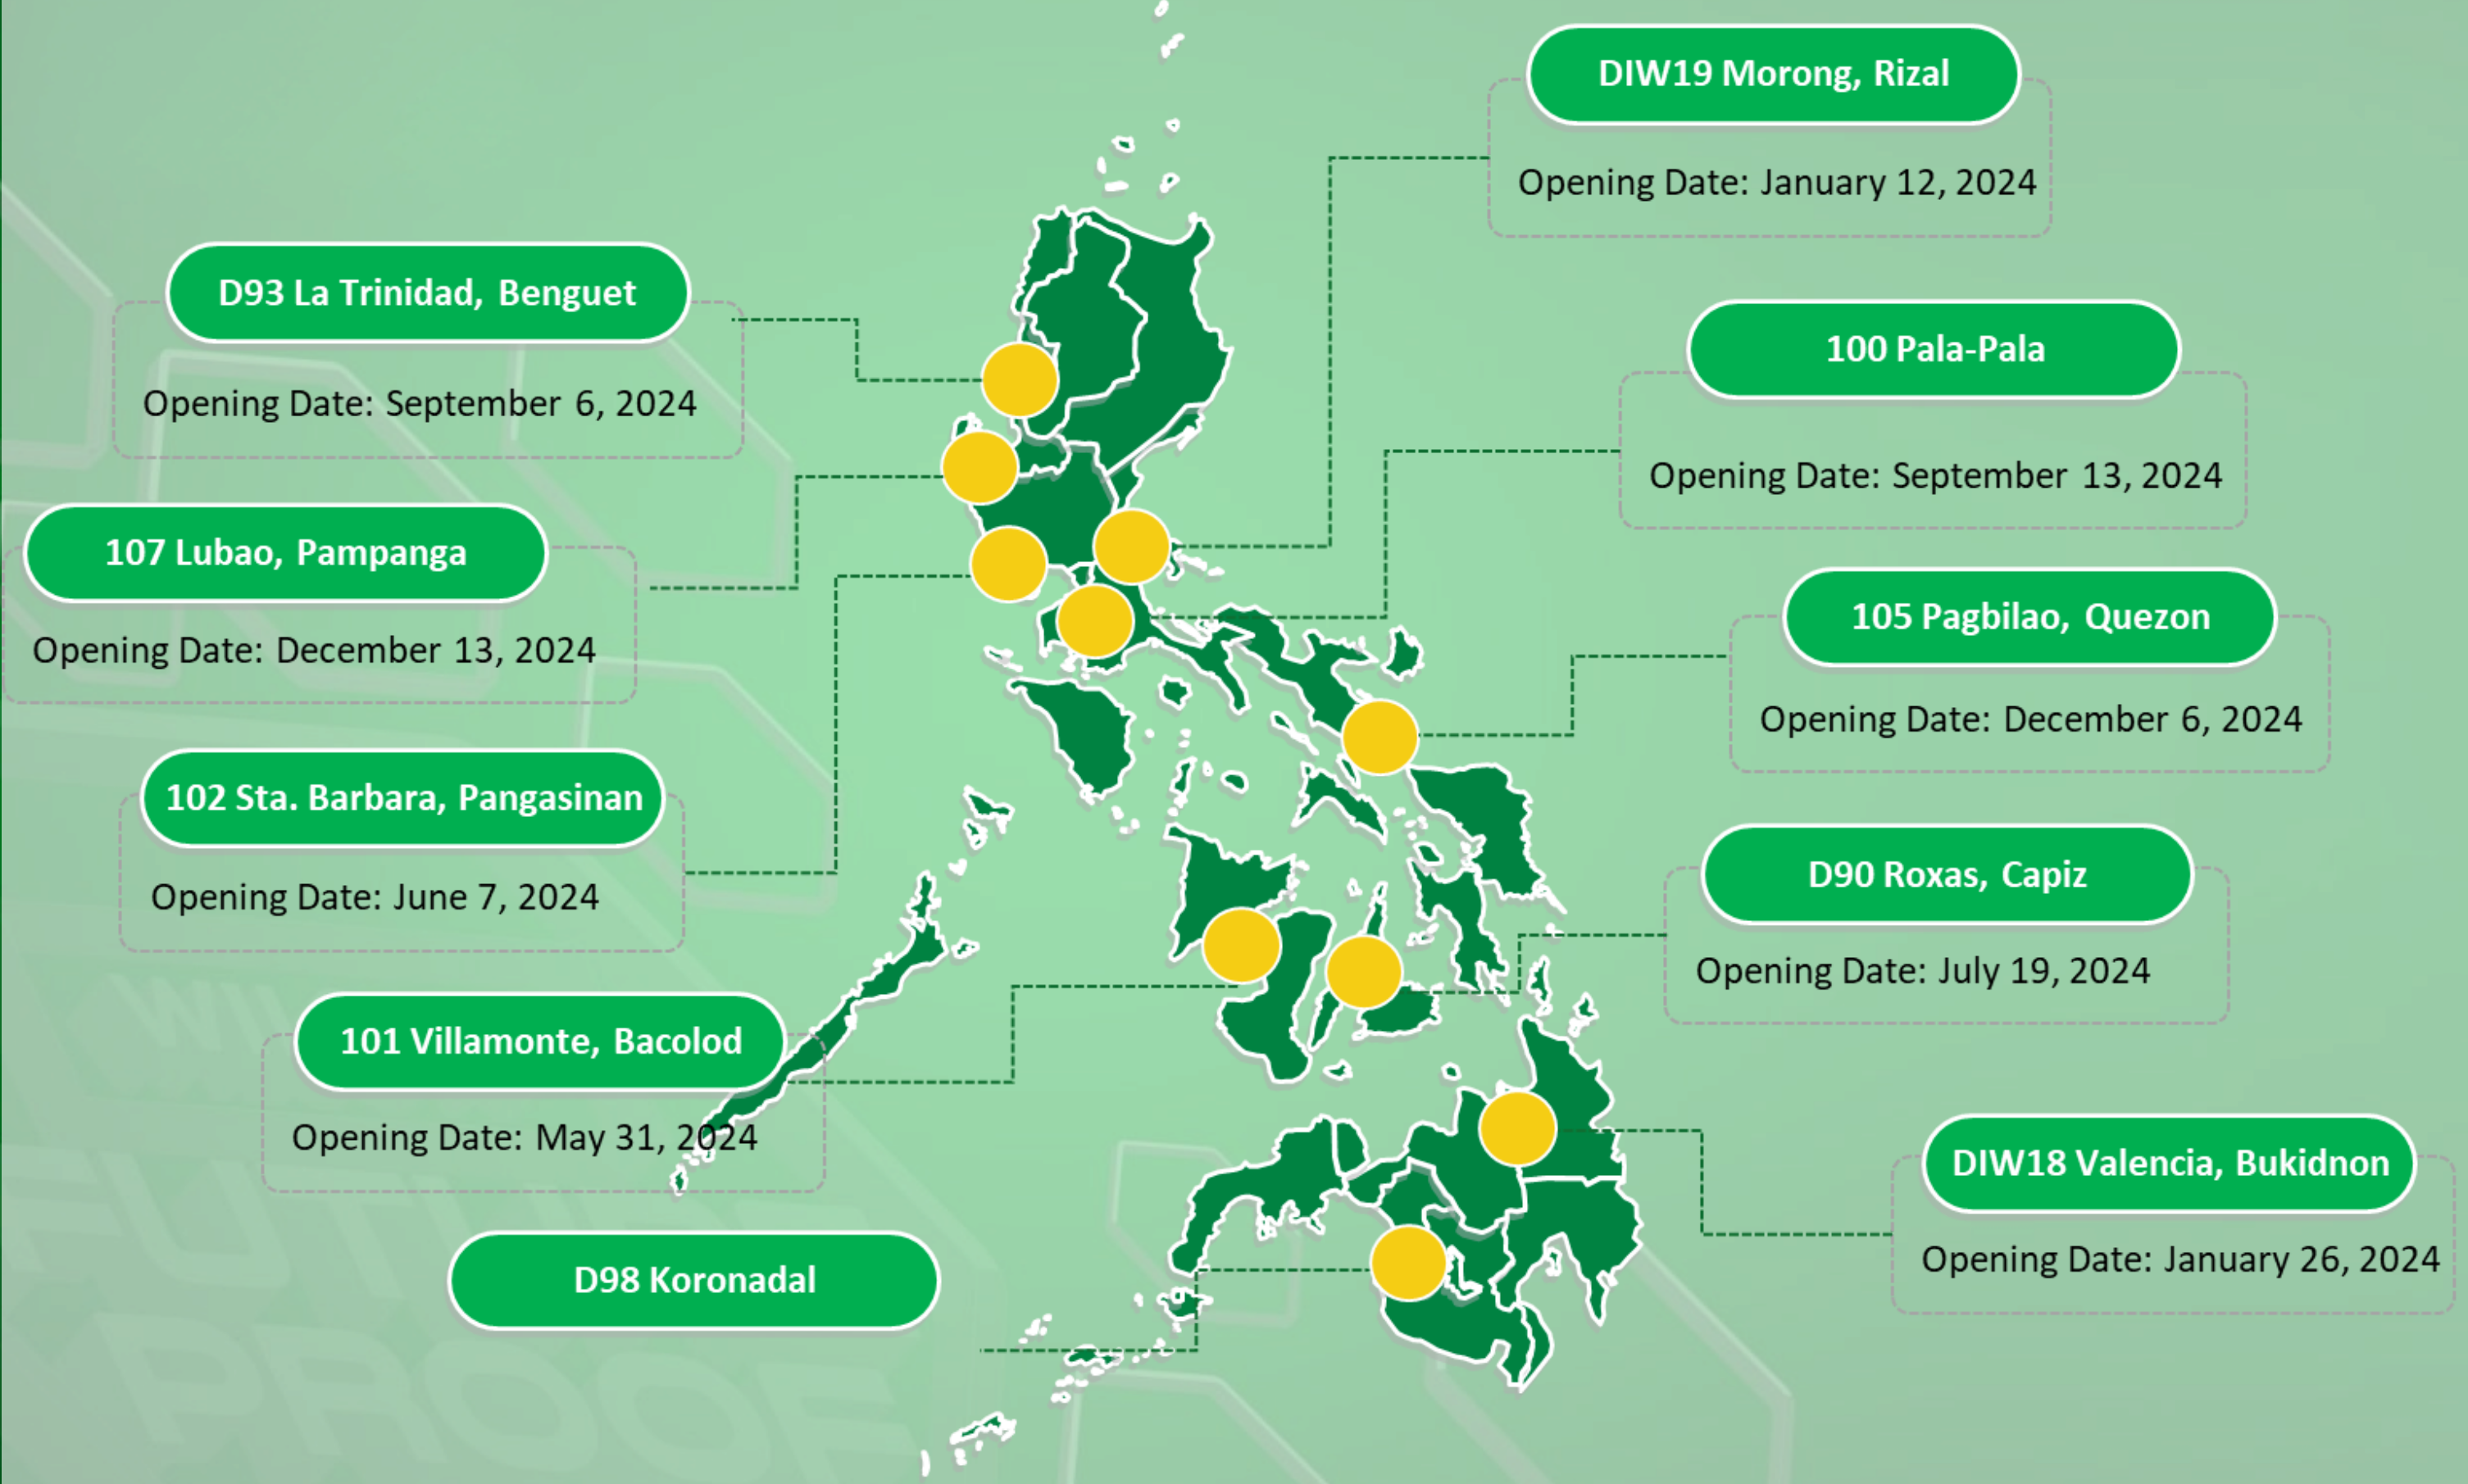 DIW19 Morong, Rizal
Opening Date: January 12, 2024
D93 La Trinidad, Benguet
Opening Date: September 6, 2024
100 Pala-Pala
Opening Date: September 13, 2024
107 Lubao, Pampanga
Opening Date: December 13, 2024
105 Pagbilao, Quezon
Opening Date: December 6, 2024
102 Sta. Barbara, Pangasinan
Opening Date: June 7, 2024
D90 Roxas, Capiz
Opening Date: July 19, 2024
101 Villamonte, Bacolod
Opening Date: May 31, 2024
DIW18 Valencia, Bukidnon
Opening Date: January 26, 2024
D98 Koronadal
FUTURE
PROOF